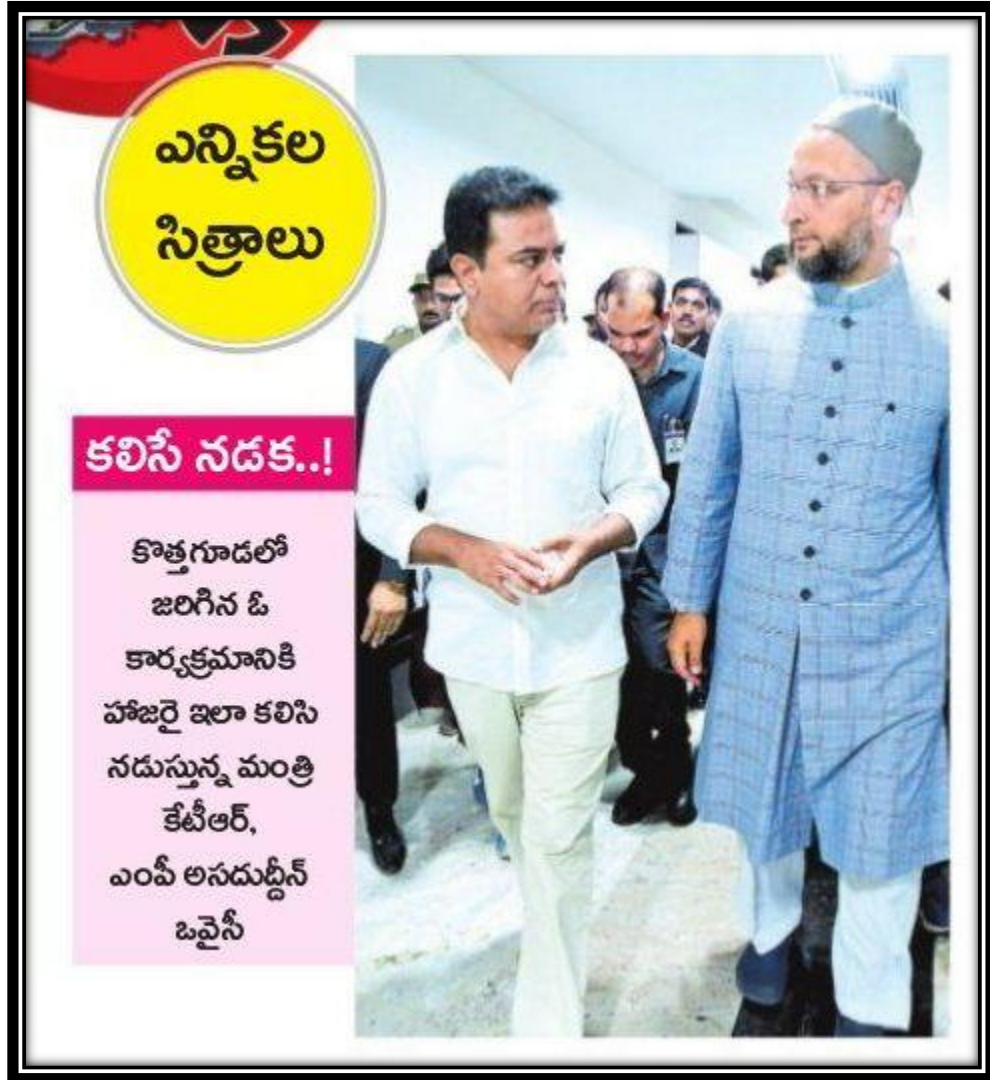 ఎన్నికల
సిత్రాలు
కలిసే నడక..!
కొత్తగూడలో
జరిగిన ఓ
కార్యక్రమానికి
హాజరై ఇలా కలిసి
నడుస్తున్న మంత్రి
కేటీఆర్,
ఎంపీ అసదుద్దీన్
ఒవైసీ